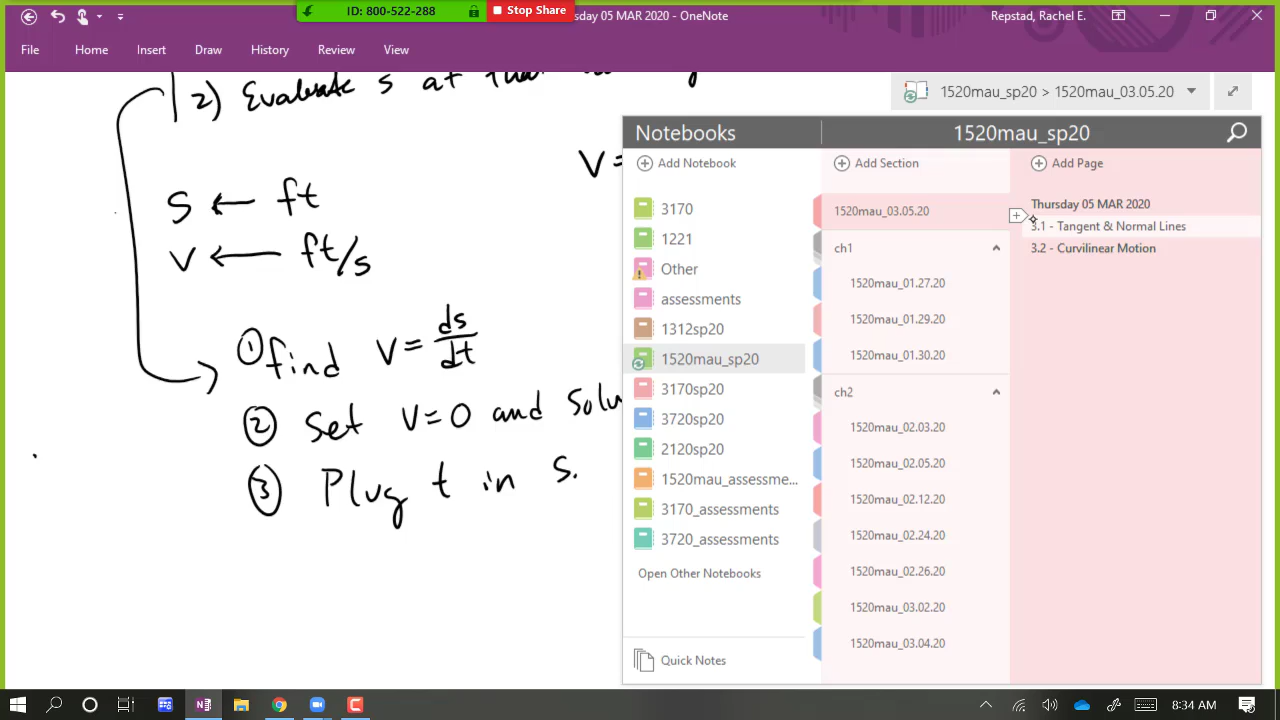 ID: 800-522-288
Stop Share
sday 05 MAR 2020 - OneNote
Repstad, Rachel E.
File Home Insert Draw History Review View
2) Evaluate s at that
s ← ft
v ← ft/s
V=
① find v = ds/dt
② Set v=0 and solv
③ Plug t in s.
1520mau_sp20 > 1520mau_03.05.20
Notebooks
1520mau_sp20
Add Notebook
3170
1221
Other
assessments
1312sp20
1520mau_sp20
3170sp20
3720sp20
2120sp20
1520mau_assessme...
3170_assessments
3720_assessments
Open Other Notebooks
Quick Notes
Add Section
1520mau_03.05.20
ch1
1520mau_01.27.20
1520mau_01.29.20
1520mau_01.30.20
ch2
1520mau_02.03.20
1520mau_02.05.20
1520mau_02.12.20
1520mau_02.24.20
1520mau_02.26.20
1520mau_03.02.20
1520mau_03.04.20
Add Page
Thursday 05 MAR 2020
3.1 - Tangent & Normal Lines
3.2 - Curvilinear Motion
8:34 AM